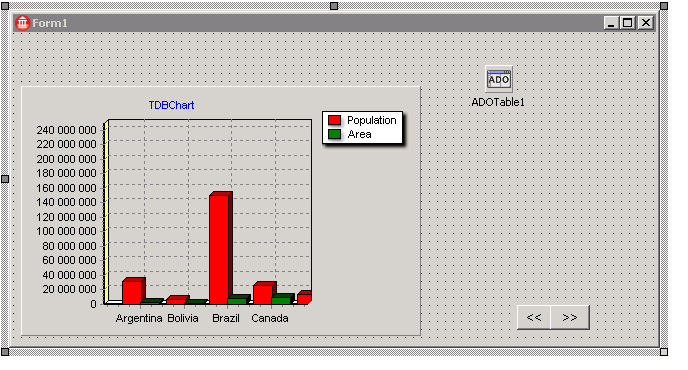 Form1
ADO
ADOTable1
TDBChart
Population
Area
240 000 000
220 000 000
200 000 000
180 000 000
160 000 000
140 000 000
120 000 000
100 000 000
80 000 000
60 000 000
40 000 000
20 000 000
0
Argentina Bolivia Brazil Canada
<< >>